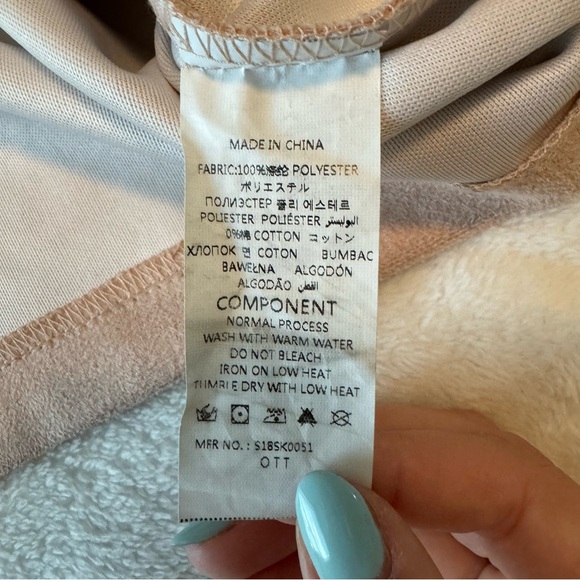 MADE IN CHINA
FABRIC:100% POLYESTER
ポリエステル
ПОЛИЭСТЕР 폴리 에스테르
POLIESTER POLIÉSTER البوليستر
0% COTTON コットン
ХЛОПОК 면 COTON BUMBAC
BAWEŁNA ALGODÓN
ALGODÃO القطن
COMPONENT
NORMAL PROCESS
WASH WITH WARM WATER
DO NOT BLEACH
IRON ON LOW HEAT
TUMBLE DRY WITH LOW HEAT
MFR NO.: S18SK0051
OTT